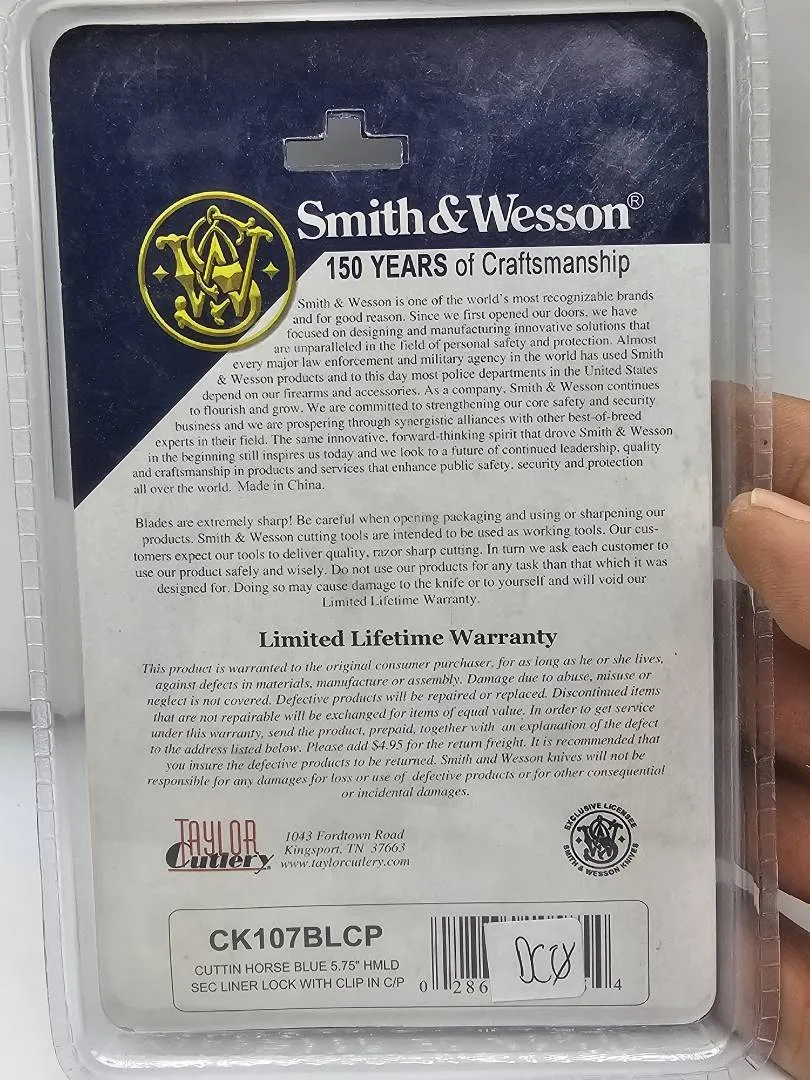 Smith & Wesson®
150 YEARS of Craftsmanship
Smith & Wesson is one of the world's most recognizable brands
and for good reason. Since we first opened our doors, we have
focused on designing and manufacturing innovative solutions that
are unparalleled in the field of personal safety and protection. Almost
every major law enforcement and military agency in the world has used Smith
& Wesson products and to this day most police departments in the United States
depend on our firearms and accessories. As a company, Smith & Wesson continues
to flourish and grow. We are committed to strengthening our core safety and security
business and we are prospering through synergistic alliances with other best-of-breed
experts in their field. The same innovative, forward-thinking spirit that drove Smith & Wesson
in the beginning still inspires us today and we look to a future of continued leadership, quality
and craftsmanship in products and services that enhance public safety, security and protection
all over the world. Made in China.
Blades are extremely sharp! Be careful when opening packaging and using or sharpening our
products. Smith & Wesson cutting tools are intended to be used as working tools. Our cus-
tomers expect our tools to deliver quality, razor sharp cutting. In turn we ask each customer to
use our product safely and wisely. Do not use our products for any task than that which it was
designed for. Doing so may cause damage to the knife or to yourself and will void our
Limited Lifetime Warranty.
Limited Lifetime Warranty
This product is warranted to the original consumer purchaser, for as long as he or she lives,
against defects in materials, manufacture or assembly. Damage due to abuse, misuse or
neglect is not covered. Defective products will be repaired or replaced. Discontinued items
that are not repairable will be exchanged for items of equal value. In order to get service
under this warranty, send the product, prepaid, together with an explanation of the defect
to the address listed below. Please add $4.95 for the return freight. It is recommended that
you insure the defective products to be returned. Smith and Wesson knives will not be
responsible for any damages for loss or use of defective products or for other consequential
or incidental damages.
TAYLOR
Cutlery
1043 Fordtown Road
Kingsport, TN 37663
www.taylorcutlery.com
EXCLUSIVE LICENSEE
SMITH & WESSON KNIVES
CK107BLCP
CUTTIN HORSE BLUE 5.75" HMLD
SEC LINER LOCK WITH CLIP IN C/P
0 286 4